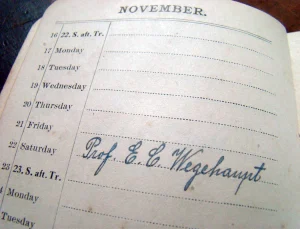 NOVEMBER.
16 22. S. aft. Tr.
17 Monday
18 Tuesday
19 Wednesday
20 Thursday
21 Friday
22 Saturday
Prof. E. C. Wegehaupt
23 23. S. aft. Tr.
Monday
Tuesday